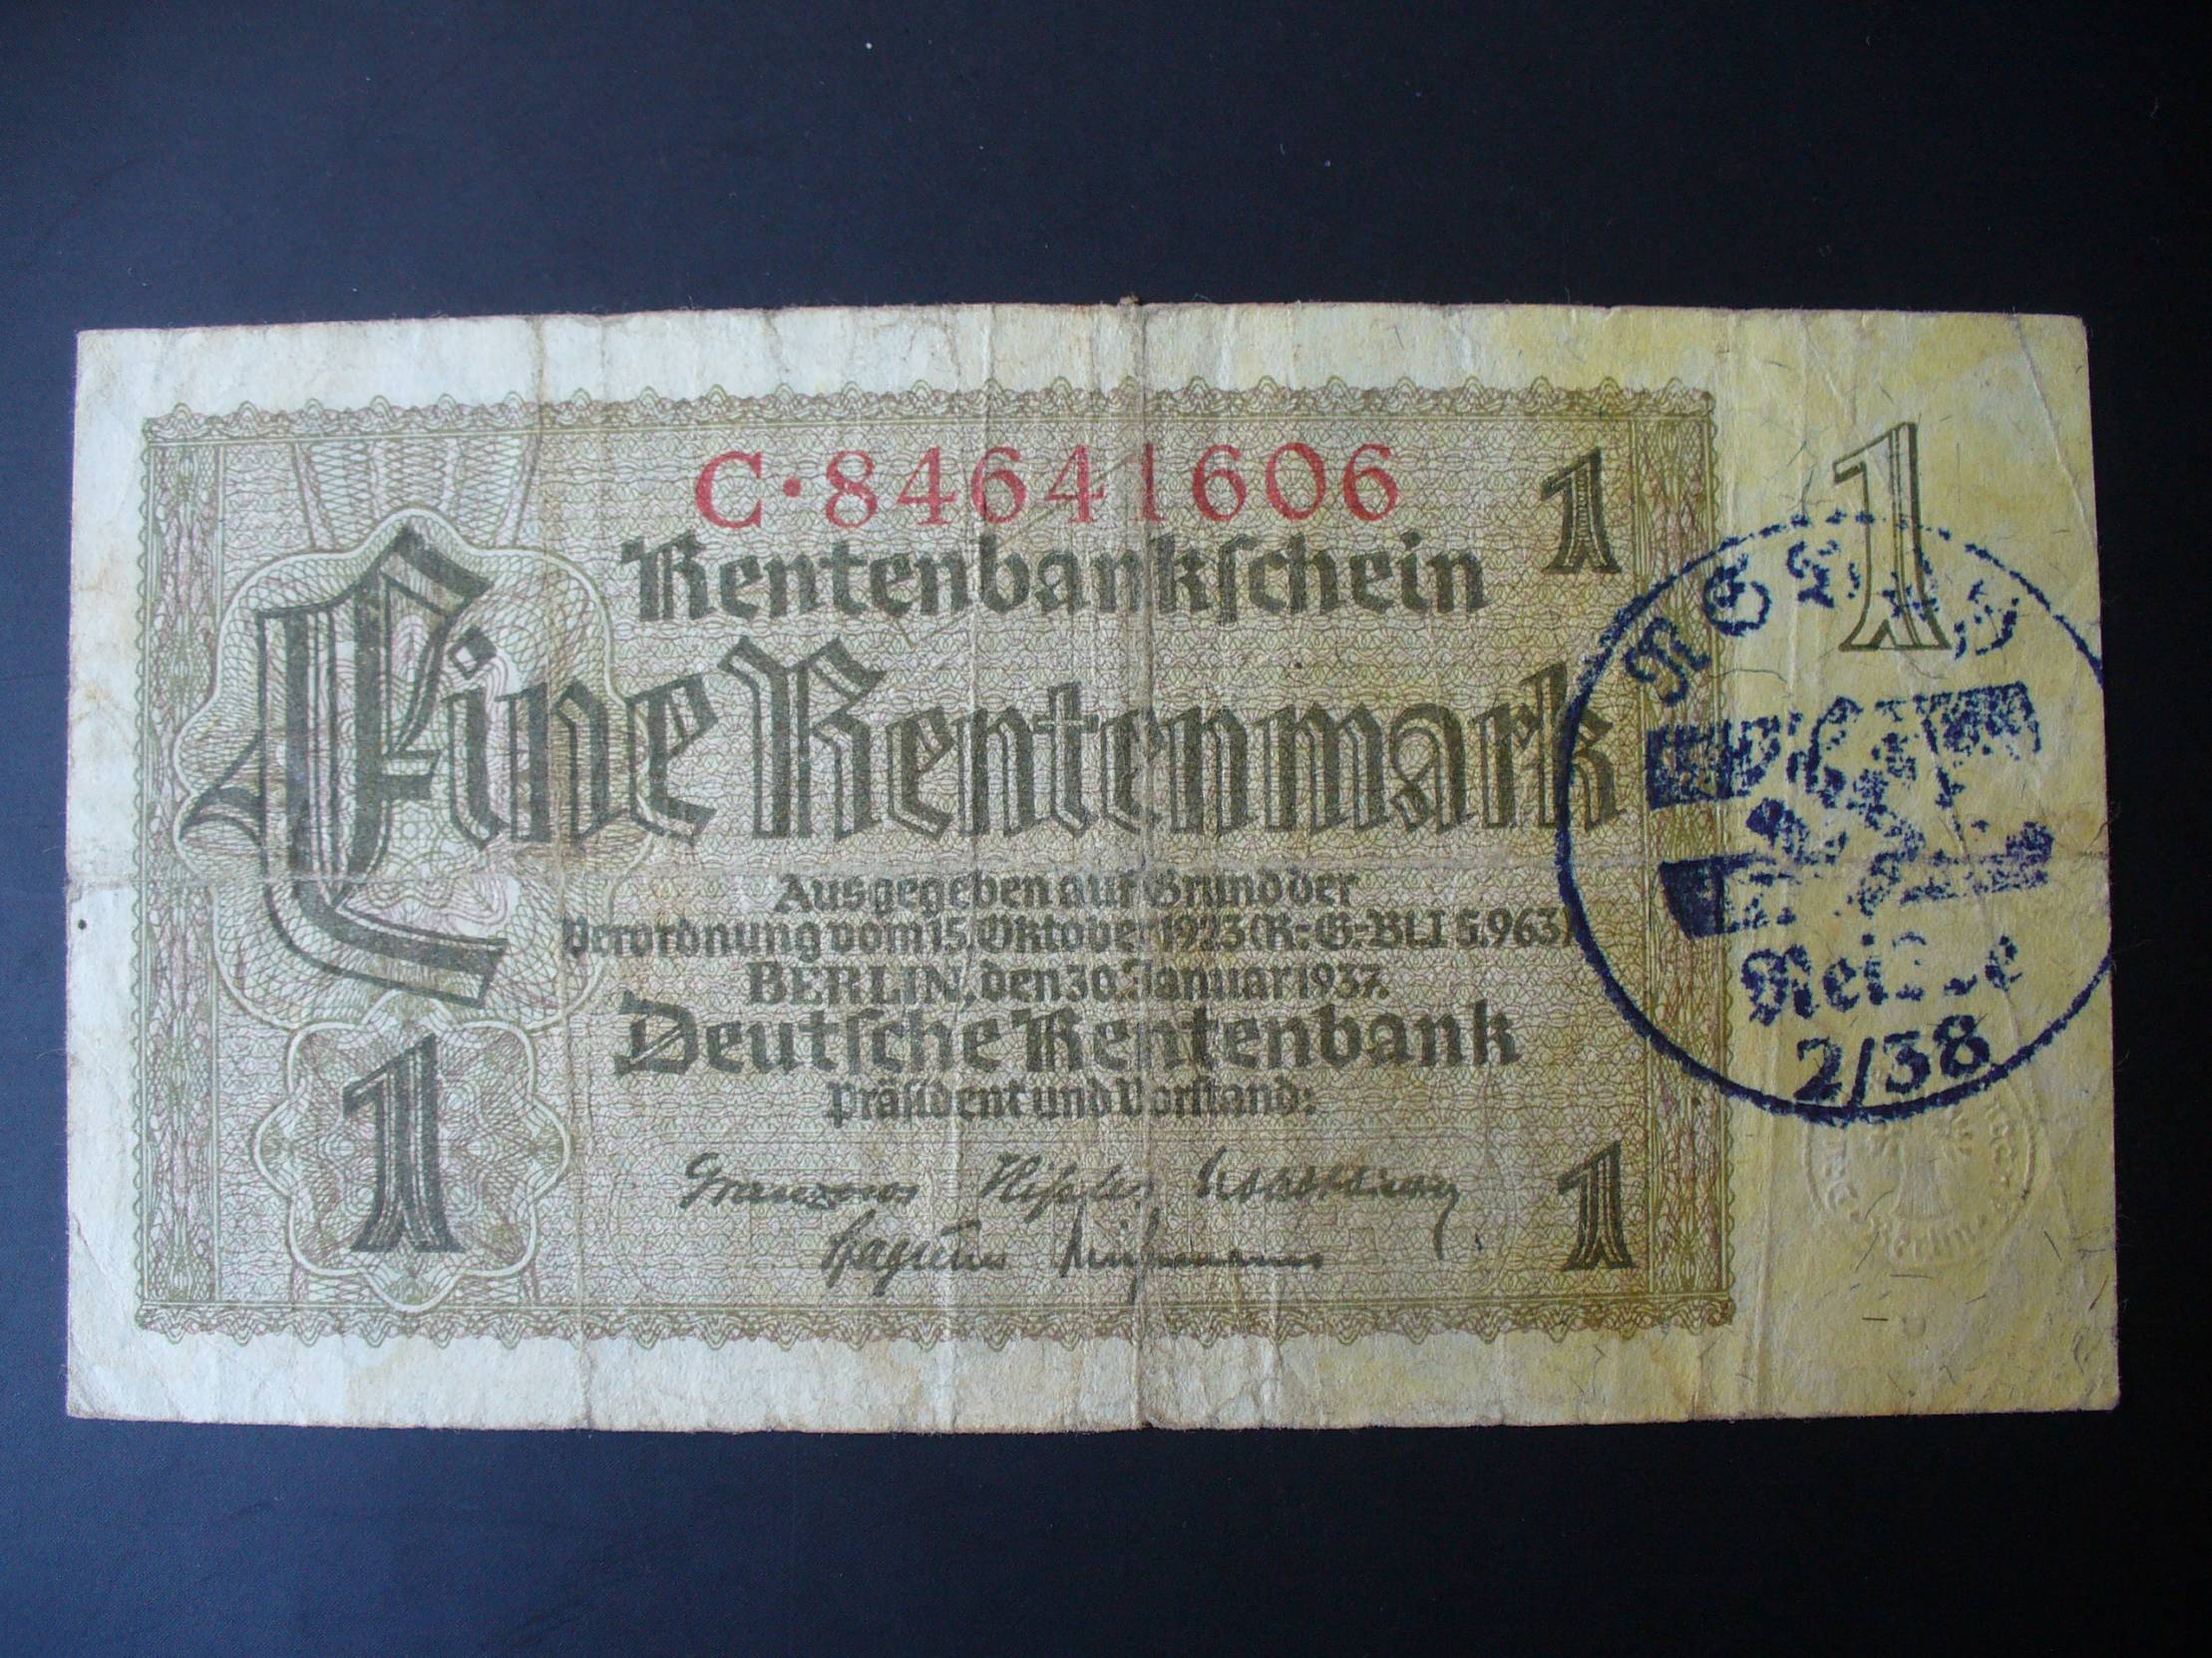 C·84641606
1
1
Rentenbankschein
Eine Rentenmark
Ausgegeben auf Grund der
Verordnung vom 15. Oktober 1923 (R-G-Bl. I S. 963)
BERLIN, den 30. Januar 1937.
Deutsche Rentenbank
Präsident und Vorstand:
1
1
2/38